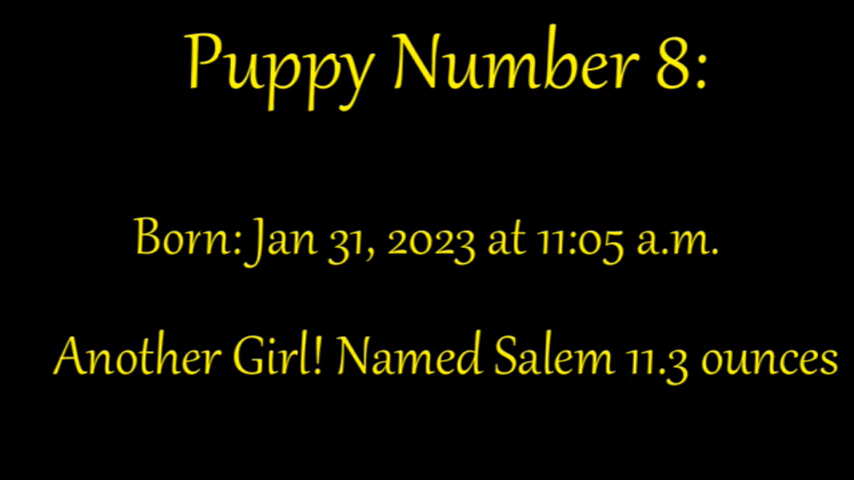 Puppy Number 8:
Born: Jan 31, 2023 at 11:05 a.m.
Another Girl! Named Salem 11.3 ounces